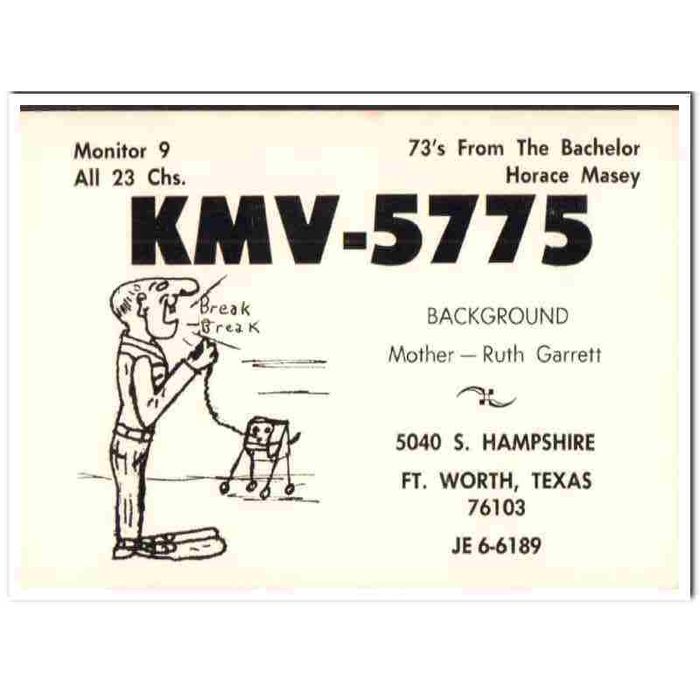 Monitor 9
All 23 Chs.
73's From The Bachelor
Horace Masey
KMV-5775
Break
Break
BACKGROUND
Mother — Ruth Garrett
5040 S. HAMPSHIRE
FT. WORTH, TEXAS
76103
JE 6-6189